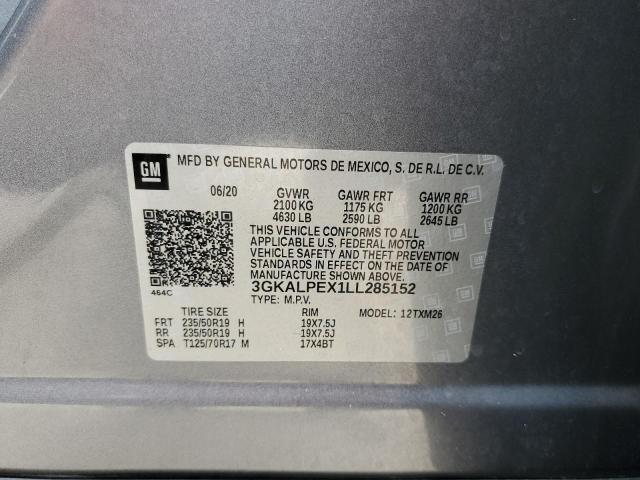 GM MFD BY GENERAL MOTORS DE MEXICO, S. DE R.L. DE C.V.
06/20 GVWR GAWR FRT GAWR RR
2100 KG 1175 KG 1200 KG
4630 LB 2590 LB 2645 LB
THIS VEHICLE CONFORMS TO ALL
APPLICABLE U.S. FEDERAL MOTOR
VEHICLE SAFETY AND THEFT PREVENTION
STANDARDS IN EFFECT ON THE DATE OF
MANUFACTURE SHOWN ABOVE.
464C 3GKALPEX1LL285152
TYPE: M.P.V.
TIRE SIZE RIM MODEL: 12TXM26
FRT 235/50R19 H 19X7.5J
RR 235/50R19 H 19X7.5J
SPA T125/70R17 M 17X4BT